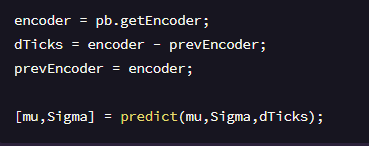 encoder = pb.getEncoder;
dTicks = encoder - prevEncoder;
prevEncoder = encoder;
[mu,Sigma] = predict(mu,Sigma,dTicks);